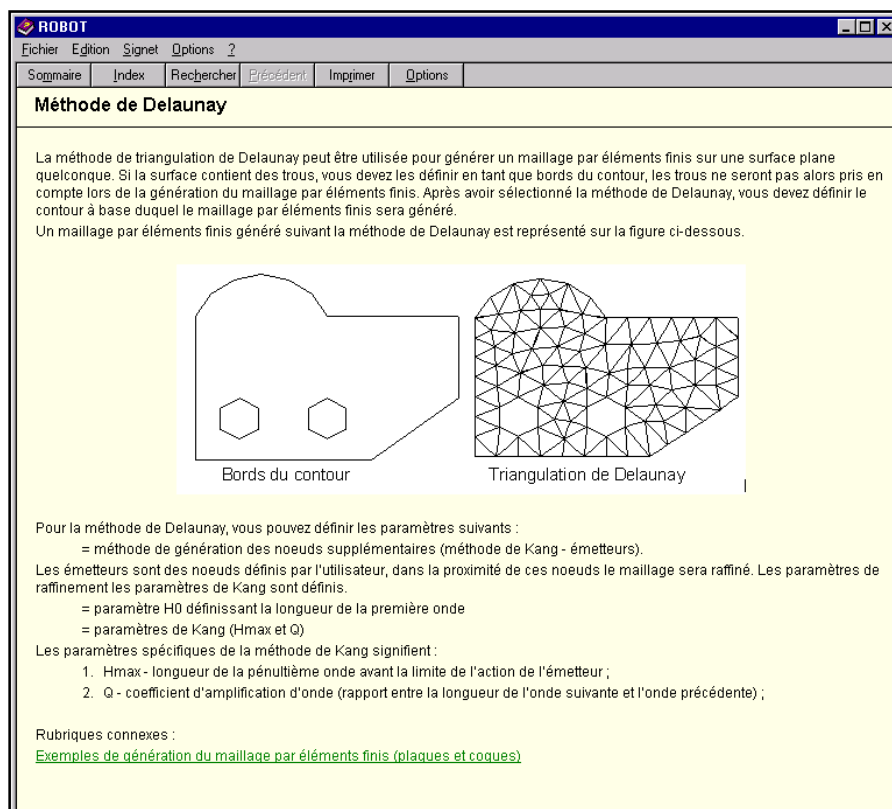 ROBOT
Fichier Edition Signet Options ?
Sommaire Index Rechercher Précédent Imprimer Options
Méthode de Delaunay
La méthode de triangulation de Delaunay peut être utilisée pour générer un maillage par éléments finis sur une surface plane
quelconque. Si la surface contient des trous, vous devez les définir en tant que bords du contour, les trous ne seront pas alors pris en
compte lors de la génération du maillage par éléments finis. Après avoir sélectionné la méthode de Delaunay, vous devez définir le
contour à base duquel le maillage par éléments finis sera généré.
Un maillage par éléments finis généré suivant la méthode de Delaunay est représenté sur la figure ci-dessous.
Bords du contour Triangulation de Delaunay
Pour la méthode de Delaunay, vous pouvez définir les paramètres suivants :
= méthode de génération des noeuds supplémentaires (méthode de Kang - émetteurs).
Les émetteurs sont des noeuds définis par l'utilisateur, dans la proximité de ces noeuds le maillage sera raffiné. Les paramètres de
raffinement les paramètres de Kang sont définis.
= paramètre H0 définissant la longueur de la première onde
= paramètres de Kang (Hmax et Q)
Les paramètres spécifiques de la méthode de Kang signifient :
1. Hmax - longueur de la pénultième onde avant la limite de l'action de l'émetteur ;
2. Q - coefficient d'amplification d'onde (rapport entre la longueur de l'onde suivante et l'onde précédente) ;
Rubriques connexes :
Exemples de génération du maillage par éléments finis (plaques et coques)